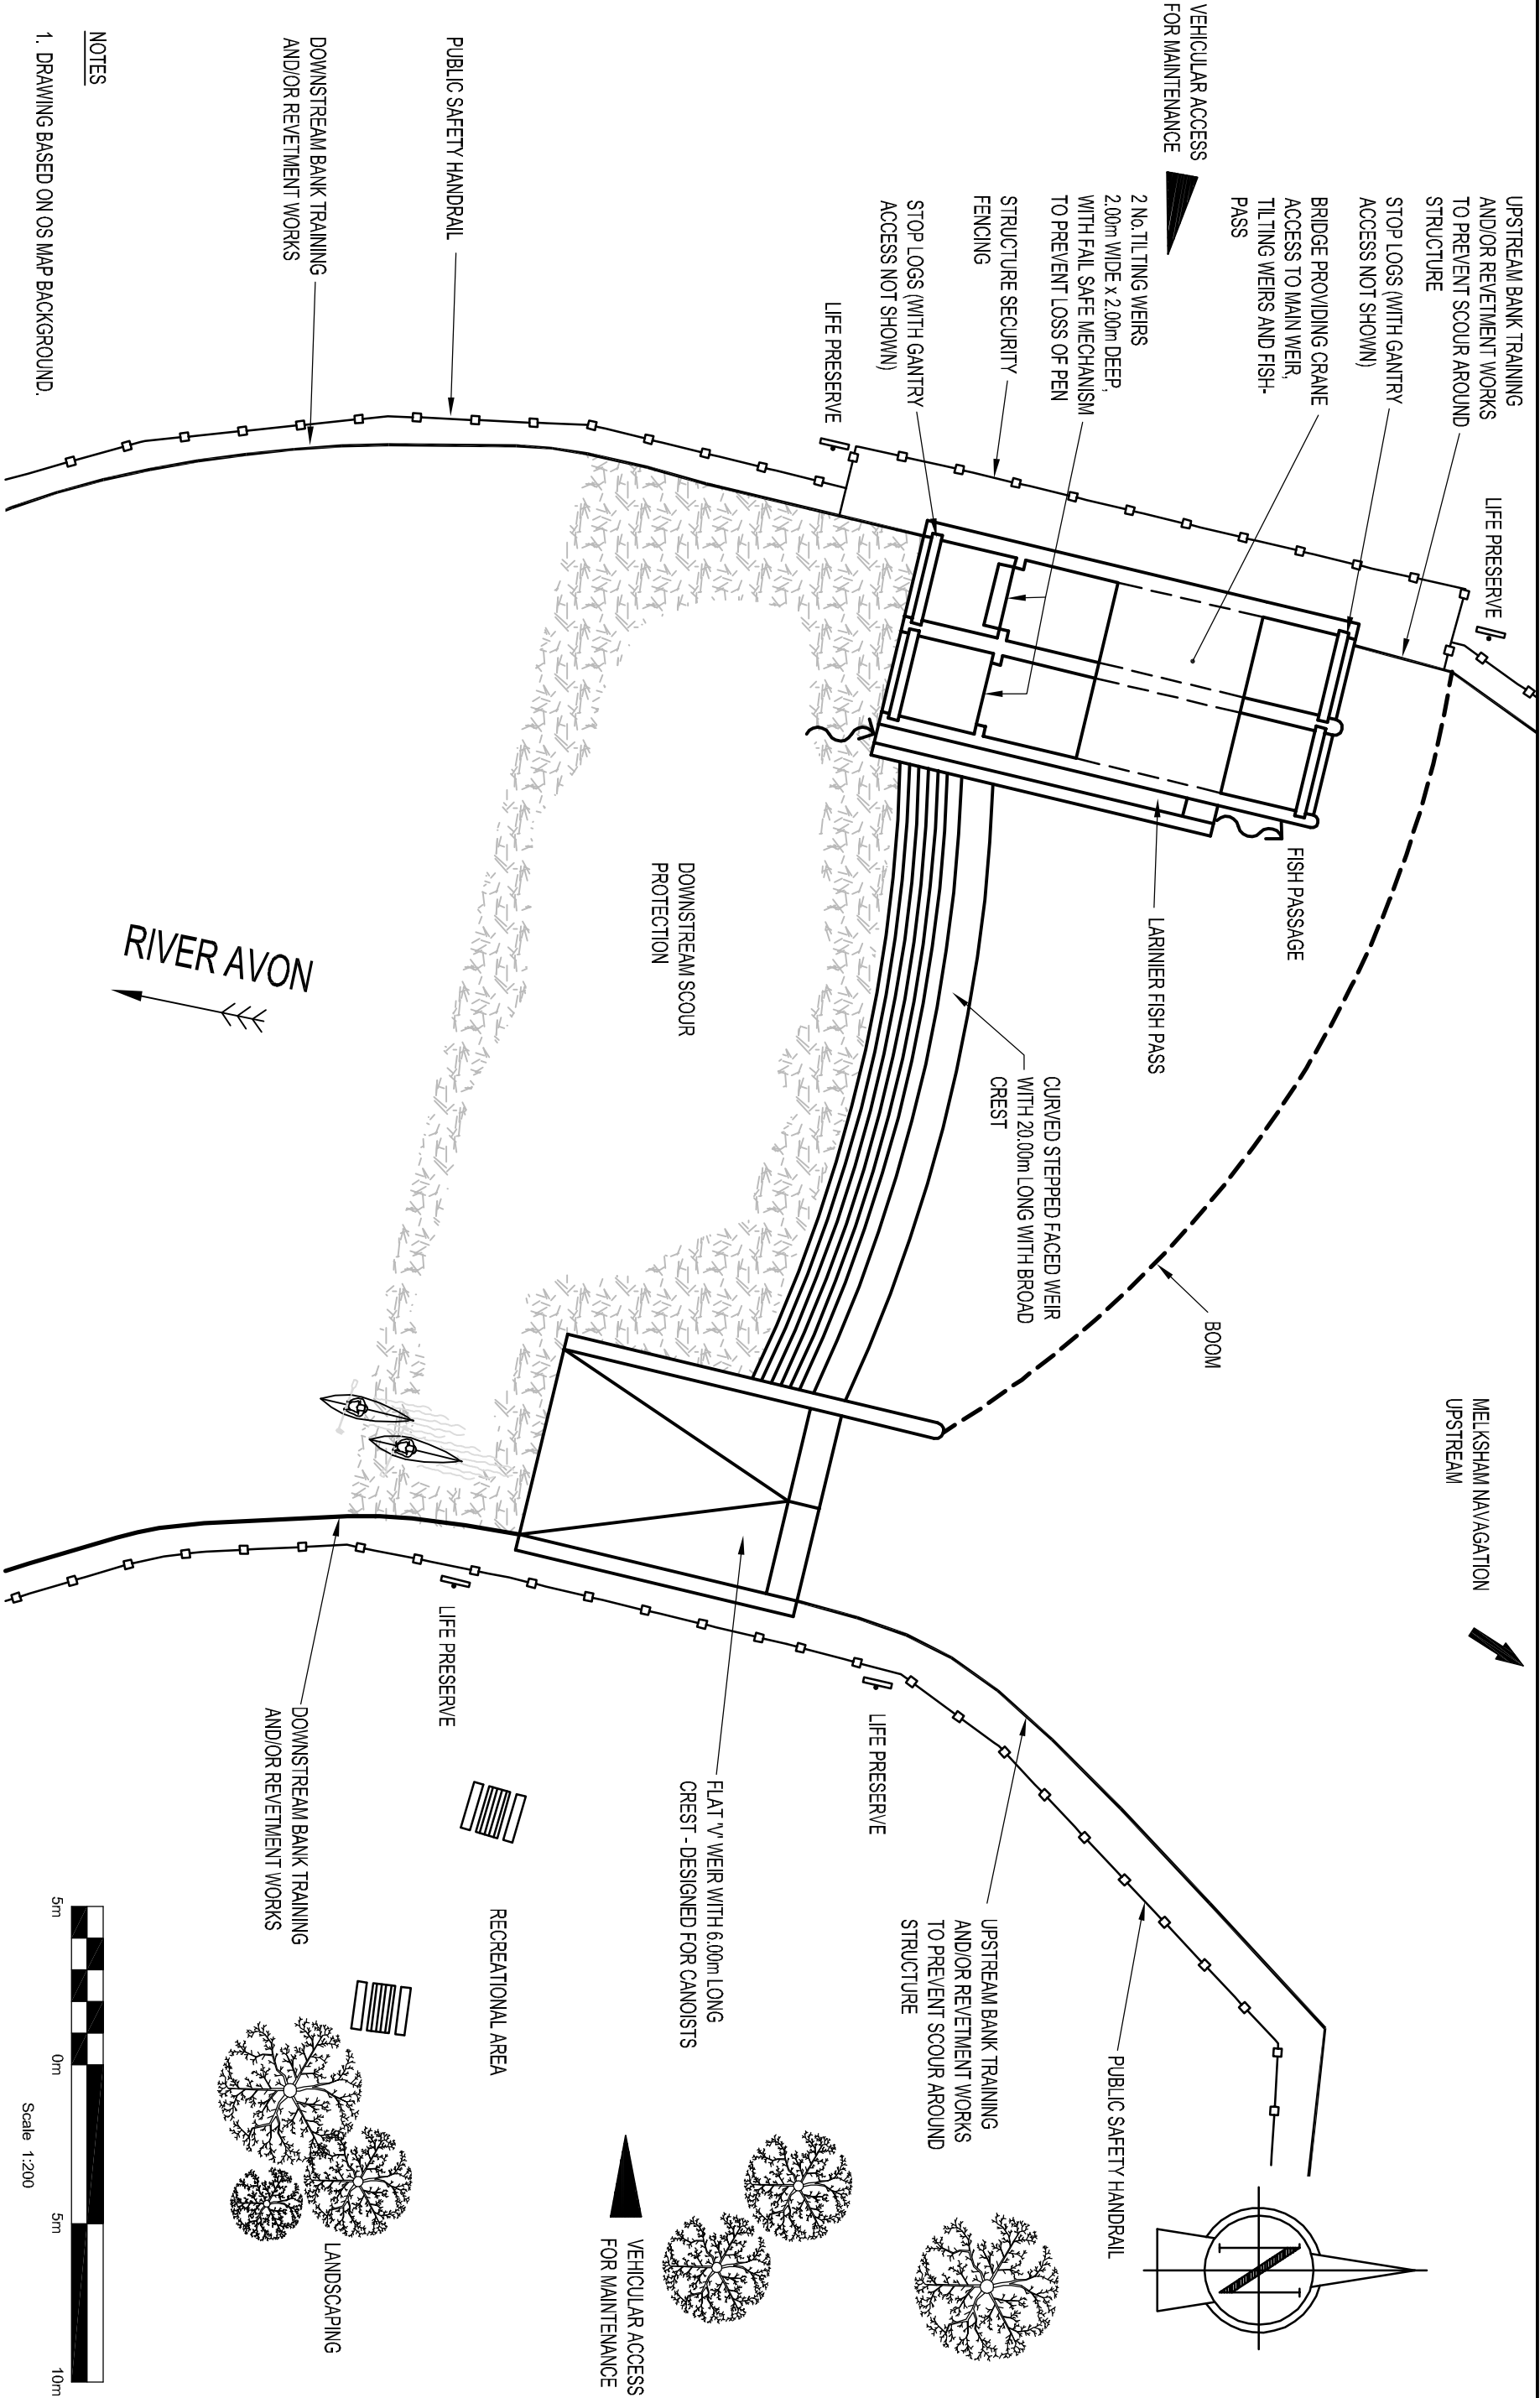 VEHICULAR ACCESS
FOR MAINTENANCE
UPSTREAM BANK TRAINING
AND/OR REVETMENT WORKS
TO PREVENT SCOUR AROUND
STRUCTURE
STOP LOGS (WITH GANTRY
ACCESS NOT SHOWN)
BRIDGE PROVIDING CRANE
ACCESS TO MAIN WEIR,
TILTING WEIRS AND FISH-
PASS
2 No.TILTING WEIRS
2.00m WIDE x 2.00m DEEP,
WITH FAIL SAFE MECHANISM
TO PREVENT LOSS OF PEN
STRUCTURE SECURITY
FENCING
STOP LOGS (WITH GANTRY
ACCESS NOT SHOWN)
LIFE PRESERVE
LIFE PRESERVE
PUBLIC SAFETY HANDRAIL
DOWNSTREAM BANK TRAINING
AND/OR REVETMENT WORKS
NOTES
1. DRAWING BASED ON OS MAP BACKGROUND.
FISH PASSAGE
LARINIER FISH PASS
DOWNSTREAM SCOUR
PROTECTION
RIVER AVON
CURVED STEPPED FACED WEIR
WITH 20.00m LONG WITH BROAD
CREST
BOOM
MELKSHAM NAVAGATION
UPSTREAM
LIFE PRESERVE
LIFE PRESERVE
DOWNSTREAM BANK TRAINING
AND/OR REVETMENT WORKS
FLAT 'V' WEIR WITH 6.00m LONG
CREST - DESIGNED FOR CANOISTS
UPSTREAM BANK TRAINING
AND/OR REVETMENT WORKS
TO PREVENT SCOUR AROUND
STRUCTURE
RECREATIONAL AREA
PUBLIC SAFETY HANDRAIL
VEHICULAR ACCESS
FOR MAINTENANCE
LANDSCAPING
5m 0m 5m 10m
Scale 1:200